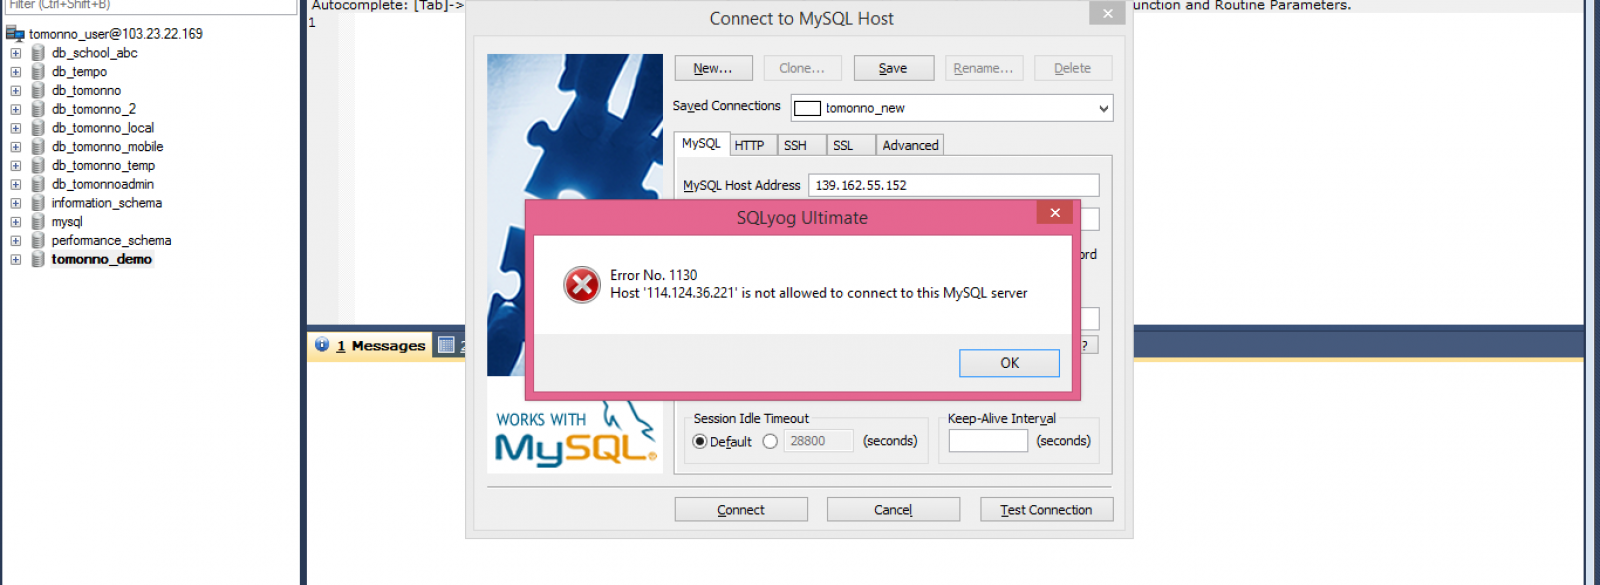 Filter (Ctrl+Shift+B)
Autocomplete: [Tab]->
unction and Routine Parameters.
1
tomonno_user@103.23.22.169
db_school_abc
db_tempo
db_tomonno
db_tomonno_2
db_tomonno_local
db_tomonno_mobile
db_tomonno_temp
db_tomonnoadmin
information_schema
mysql
performance_schema
tomonno_demo
1 Messages
2
Connect to MySQL Host
New... Clone... Save Rename... Delete
Saved Connections tomonno_new
MySQL HTTP SSH SSL Advanced
MySQL Host Address 139.162.55.152
ord
?
SQLyog Ultimate
Error No. 1130
Host '114.124.36.221' is not allowed to connect to this MySQL server
OK
WORKS WITH
MySQL
Session Idle Timeout
Default 28800 (seconds)
Keep-Alive Interval
(seconds)
Connect Cancel Test Connection